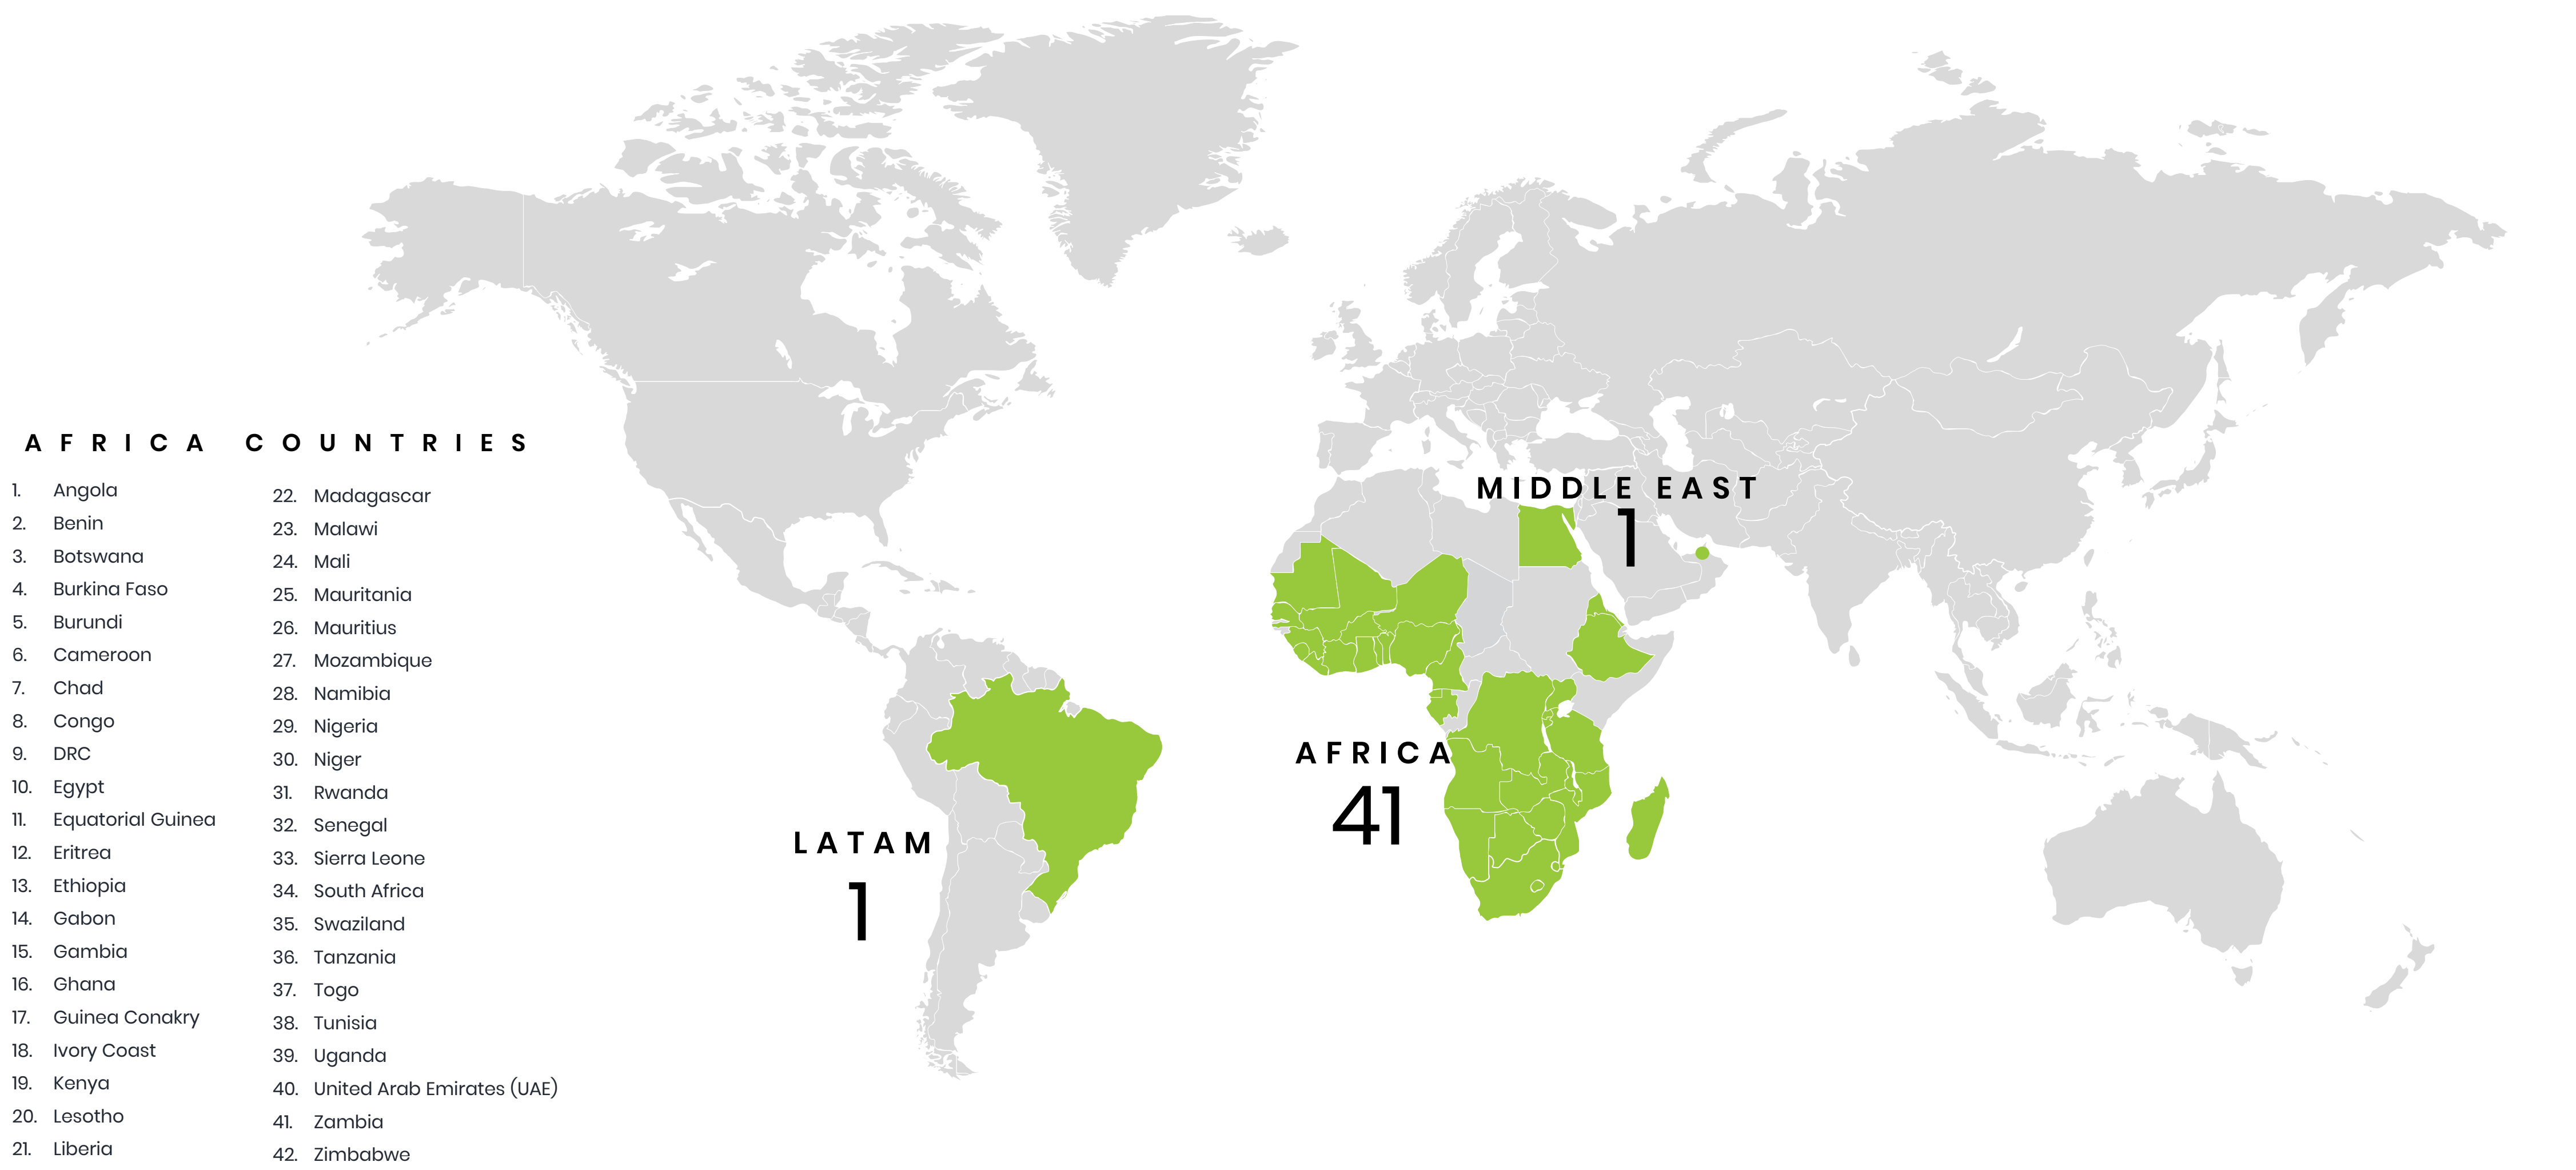 AFRICA COUNTRIES
1. Angola
2. Benin
3. Botswana
4. Burkina Faso
5. Burundi
6. Cameroon
7. Chad
8. Congo
9. DRC
10. Egypt
11. Equatorial Guinea
12. Eritrea
13. Ethiopia
14. Gabon
15. Gambia
16. Ghana
17. Guinea Conakry
18. Ivory Coast
19. Kenya
20. Lesotho
21. Liberia
22. Madagascar
23. Malawi
24. Mali
25. Mauritania
26. Mauritius
27. Mozambique
28. Namibia
29. Nigeria
30. Niger
31. Rwanda
32. Senegal
33. Sierra Leone
34. South Africa
35. Swaziland
36. Tanzania
37. Togo
38. Tunisia
39. Uganda
40. United Arab Emirates (UAE)
41. Zambia
42. Zimbabwe
LATAM
1
AFRICA
41
MIDDLE EAST
1